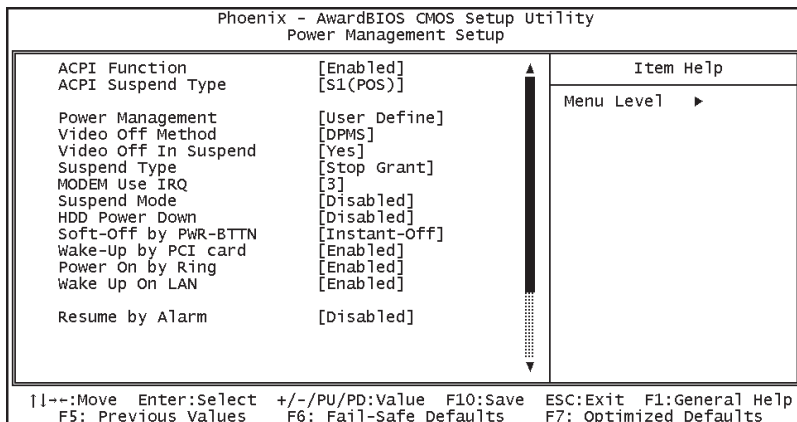 Phoenix - AwardBIOS CMOS Setup Utility
Power Management Setup
ACPI Function [Enabled]
ACPI Suspend Type [S1(POS)]
Power Management [User Define]
Video Off Method [DPMS]
Video Off In Suspend [Yes]
Suspend Type [Stop Grant]
MODEM Use IRQ [3]
Suspend Mode [Disabled]
HDD Power Down [Disabled]
Soft-Off by PWR-BTTN [Instant-Off]
Wake-Up by PCI card [Enabled]
Power On by Ring [Enabled]
Wake Up On LAN [Enabled]
Resume by Alarm [Disabled]
Item Help
Menu Level ►
↑↓→←:Move Enter:Select +/-/PU/PD:Value F10:Save ESC:Exit F1:General Help
F5: Previous Values F6: Fail-Safe Defaults F7: Optimized Defaults